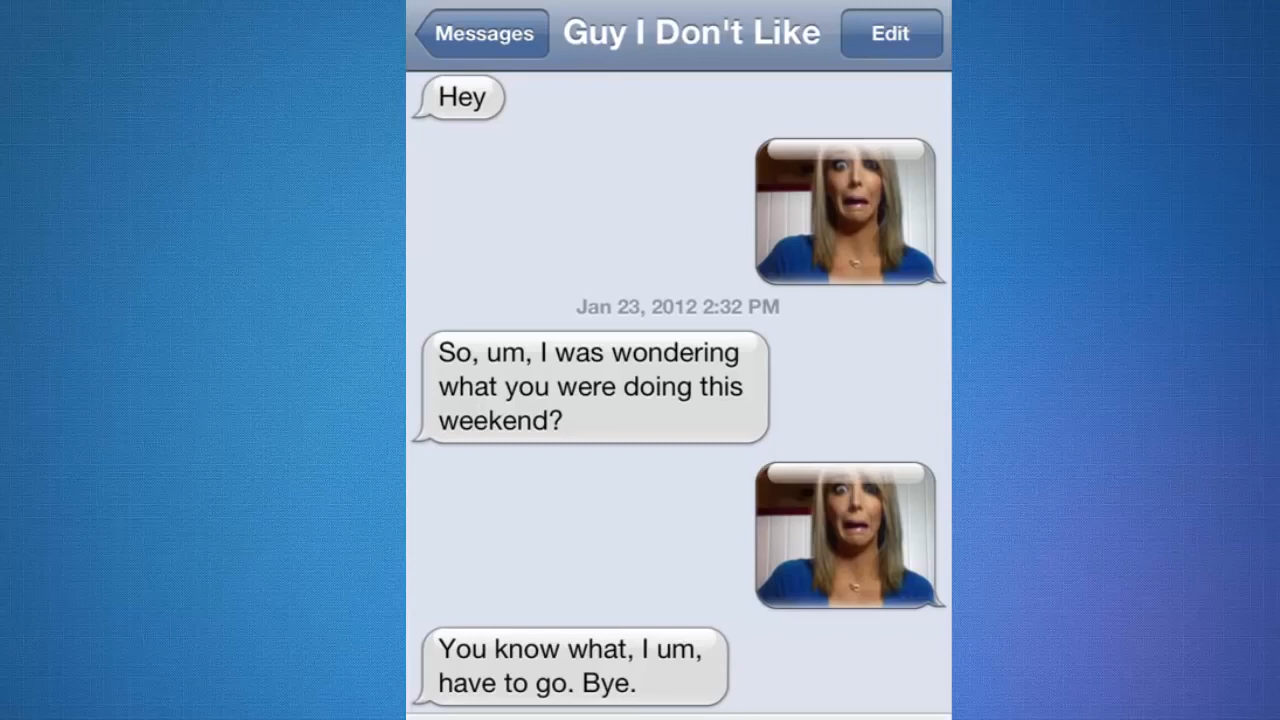 Messages
Guy I Don't Like
Edit
Hey
Jan 23, 2012 2:32 PM
So, um, I was wondering
what you were doing this
weekend?
You know what, I um,
have to go. Bye.